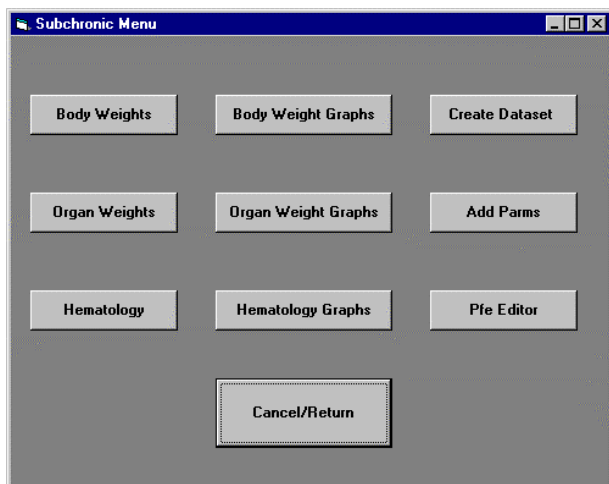 Subchronic Menu
Body Weights Body Weight Graphs Create Dataset
Organ Weights Organ Weight Graphs Add Parms
Hematology Hematology Graphs Pfe Editor
Cancel/Return